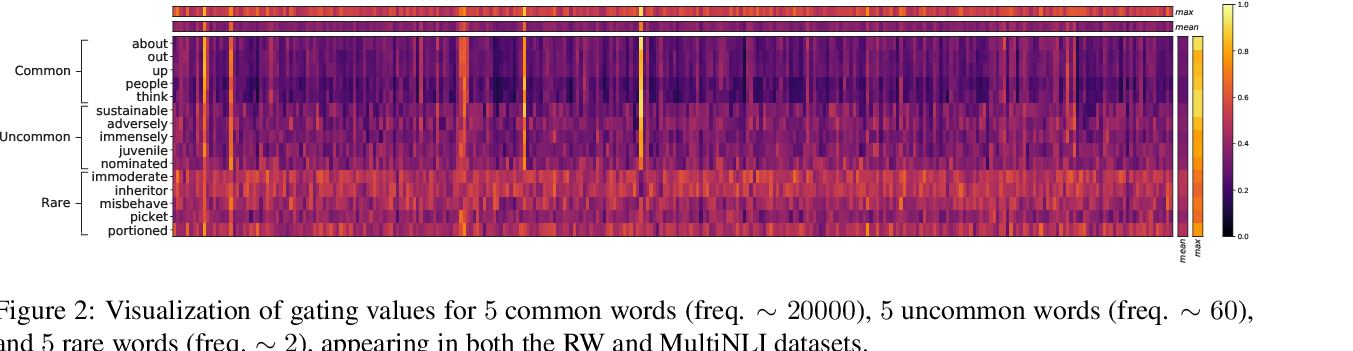 max
1.0
mean
about
out
0.8
Common
up
people
think
0.6
sustainable
adversely
Uncommon
immensely
0.4
juvenile
nominated
immoderate
inheritor
0.2
Rare
misbehave
picket
portioned
0.0
mean
max
Figure 2: Visualization of gating values for 5 common words (freq. ∼ 20000), 5 uncommon words (freq. ∼ 60),
and 5 rare words (freq. ∼ 2), appearing in both the RW and MultiNLI datasets.